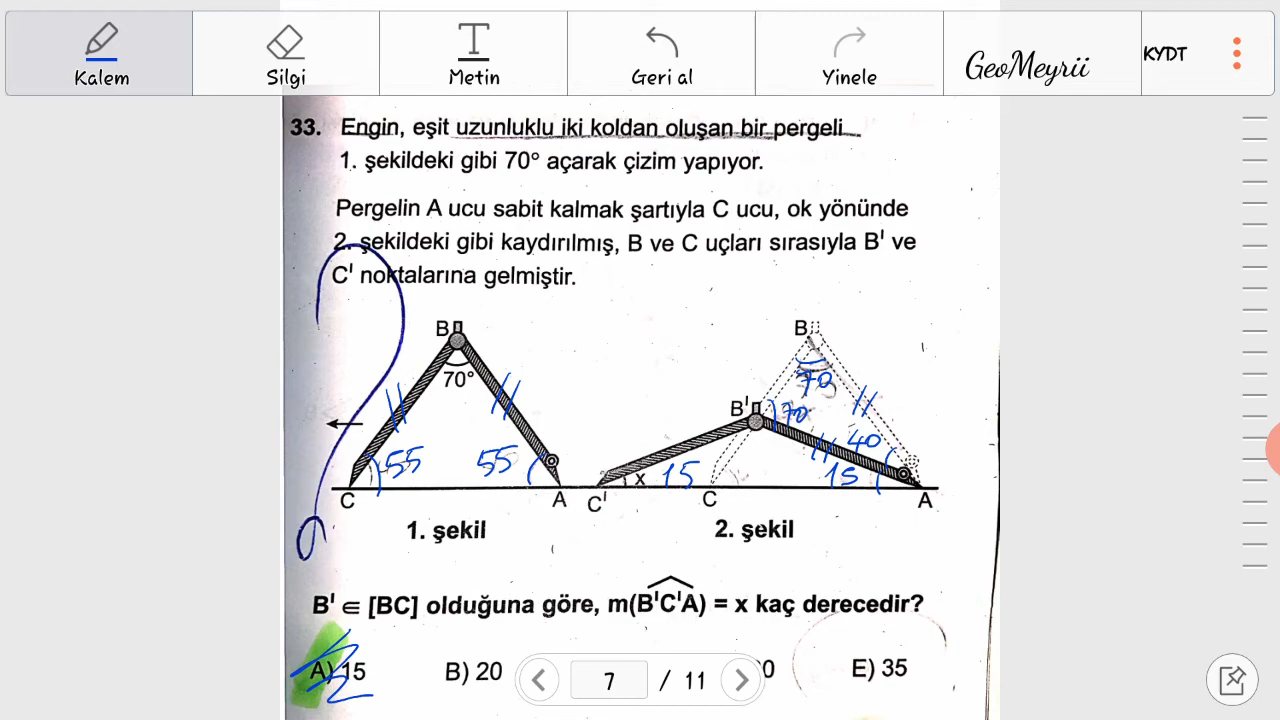 Kalem
Silgi
Metin
Geri al
Yinele
GeoMeyrii
KYDT
33. Engin, eşit uzunluklu iki koldan oluşan bir pergeli
1. şekildeki gibi 70° açarak çizim yapıyor.
Pergelin A ucu sabit kalmak şartıyla C ucu, ok yönünde
2. şekildeki gibi kaydırılmış, B ve C uçları sırasıyla B' ve
C' noktalarına gelmiştir.
B
70°
55
55
C
A
1. şekil
B
70
B'
70
40
x
15
15
C'
C
A
2. şekil
B' ∈ [BC] olduğuna göre, m(B'C'A) = x kaç derecedir?
A) 15 B) 20 0 E) 35
7 / 11